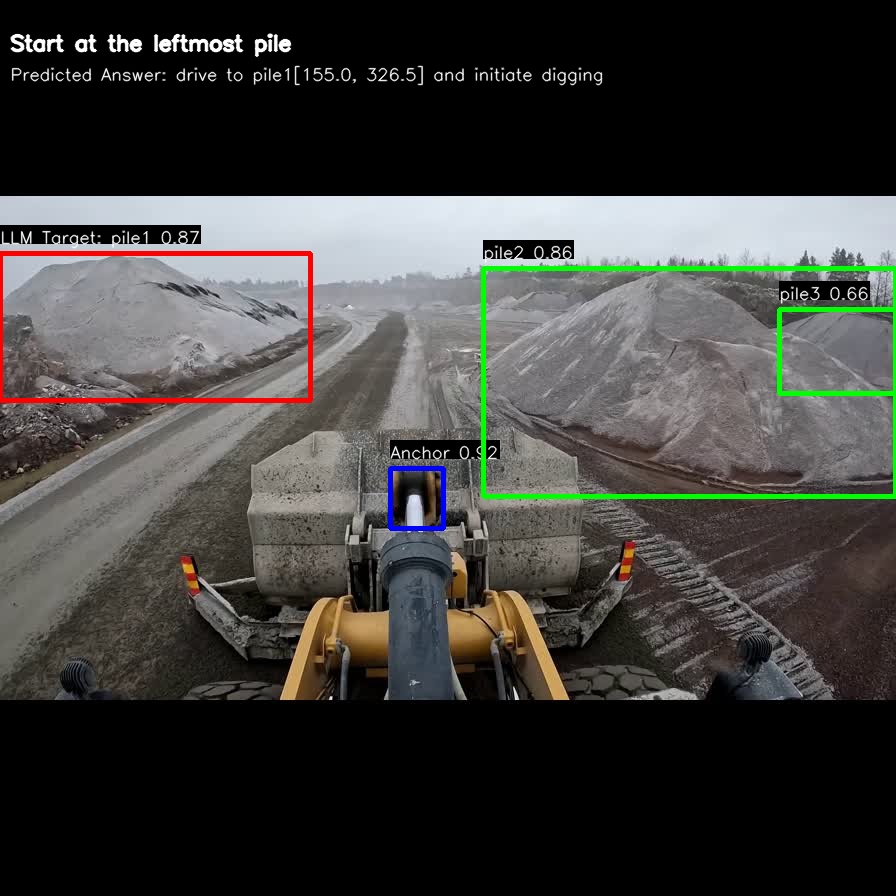 Start at the leftmost pile
Predicted Answer: drive to pile1[155.0, 326.5] and initiate digging
LLM Target: pile1 0.87
pile2 0.86
pile3 0.66
Anchor 0.92